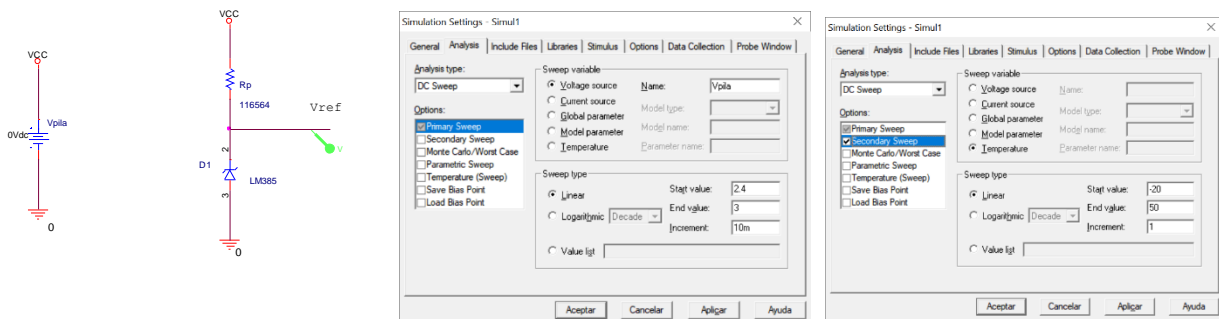 VCC
Vpila
0Vdc
0
VCC
Rp
116564
Vref
V
2
D1
LM385
3
0
Simulation Settings - Simul1
General Analysis Include Files Libraries Stimulus Options Data Collection Probe Window
Analysis type:
DC Sweep
Options:
Primary Sweep
Secondary Sweep
Monte Carlo/Worst Case
Parametric Sweep
Temperature (Sweep)
Save Bias Point
Load Bias Point
Sweep variable
Voltage source Name: Vpila
Current source Model type:
Global parameter Model name:
Model parameter Parameter name:
Temperature
Sweep type
Linear Start value: 2.4
Logarithmic Decade End value: 3
Increment: 10m
Value list
Aceptar Cancelar Aplicar Ayuda
Simulation Settings - Simul1
General Analysis Include Files Libraries Stimulus Options Data Collection Probe Window
Analysis type:
DC Sweep
Options:
Primary Sweep
Secondary Sweep
Monte Carlo/Worst Case
Parametric Sweep
Temperature (Sweep)
Save Bias Point
Load Bias Point
Sweep variable
Voltage source Name:
Current source Model type:
Global parameter Model name:
Model parameter Parameter name:
Temperature
Sweep type
Linear Start value: -20
Logarithmic Decade End value: 50
Increment: 1
Value list
Aceptar Cancelar Aplicar Ayuda